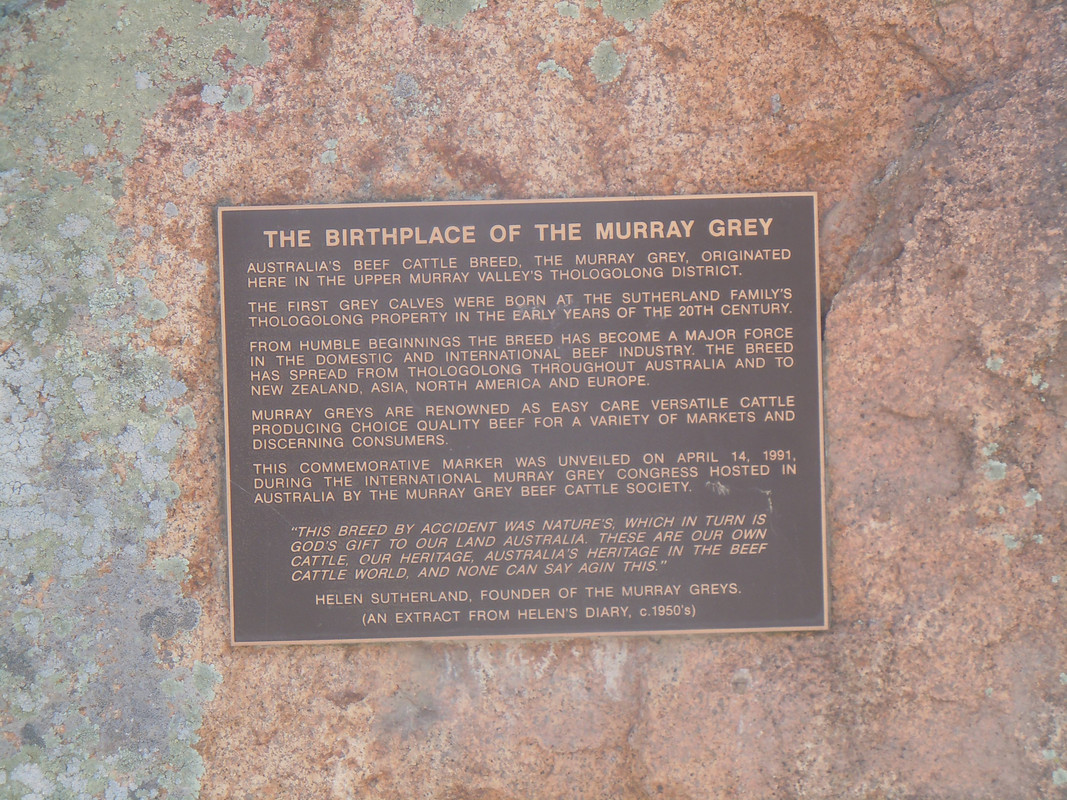 THE BIRTHPLACE OF THE MURRAY GREY
AUSTRALIA'S BEEF CATTLE BREED, THE MURRAY GREY, ORIGINATED
HERE IN THE UPPER MURRAY VALLEY'S THOLOGOLONG DISTRICT.
THE FIRST GREY CALVES WERE BORN AT THE SUTHERLAND FAMILY'S
THOLOGOLONG PROPERTY IN THE EARLY YEARS OF THE 20TH CENTURY.
FROM HUMBLE BEGINNINGS THE BREED HAS BECOME A MAJOR FORCE
IN THE DOMESTIC AND INTERNATIONAL BEEF INDUSTRY. THE BREED
HAS SPREAD FROM THOLOGOLONG THROUGHOUT AUSTRALIA AND TO
NEW ZEALAND, ASIA, NORTH AMERICA AND EUROPE.
MURRAY GREYS ARE RENOWNED AS EASY CARE VERSATILE CATTLE
PRODUCING CHOICE QUALITY BEEF FOR A VARIETY OF MARKETS AND
DISCERNING CONSUMERS.
THIS COMMEMORATIVE MARKER WAS UNVEILED ON APRIL 14, 1991,
DURING THE INTERNATIONAL MURRAY GREY CONGRESS HOSTED IN
AUSTRALIA BY THE MURRAY GREY BEEF CATTLE SOCIETY.
"THIS BREED BY ACCIDENT WAS NATURE'S, WHICH IN TURN IS
GOD'S GIFT TO OUR LAND AUSTRALIA. THESE ARE OUR OWN
CATTLE, OUR HERITAGE, AUSTRALIA'S HERITAGE IN THE BEEF
CATTLE WORLD, AND NONE CAN SAY AGIN THIS."
HELEN SUTHERLAND, FOUNDER OF THE MURRAY GREYS.
(AN EXTRACT FROM HELEN'S DIARY, c.1950's)